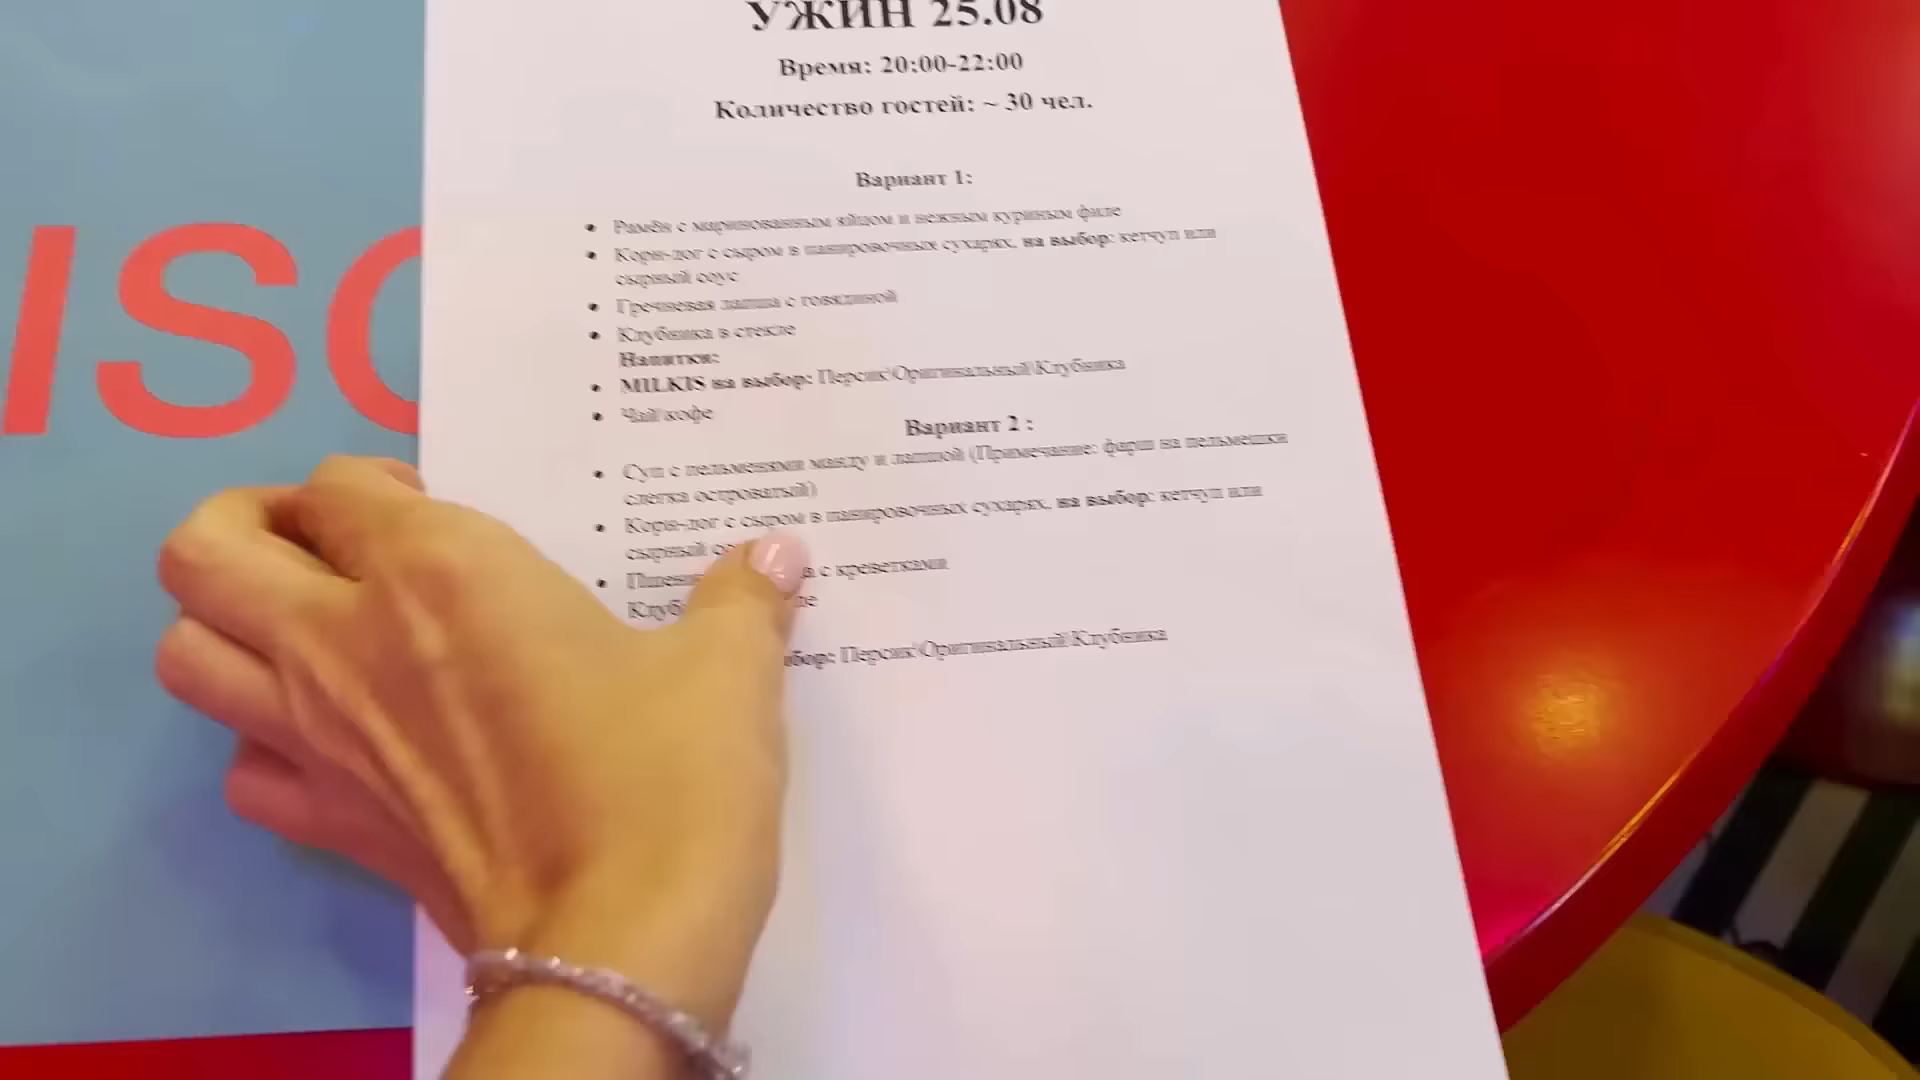 УЖИН 25.08
Время: 20:00-22:00
Количество гостей: ~ 30 чел.
Вариант 1:
Рамён с маринованным яйцом и нежным куриным филе
Корн-дог с сыром в панировочных сухарях, на выбор: кетчуп или
сырный соус
Гречневая лапша с говядиной
Клубника в стекле
Напитки:
MILKIS на выбор: Персик\Оригинальный\Клубника
Чай/кофе
Вариант 2 :
Суп с пельменями манду и лапшой (Примечание: фарш на пельмешки
слегка островатый)
Корн-дог с сыром в панировочных сухарях, на выбор: кетчуп или
сырный
с креветками
Персик\Оригинальный\Клубника